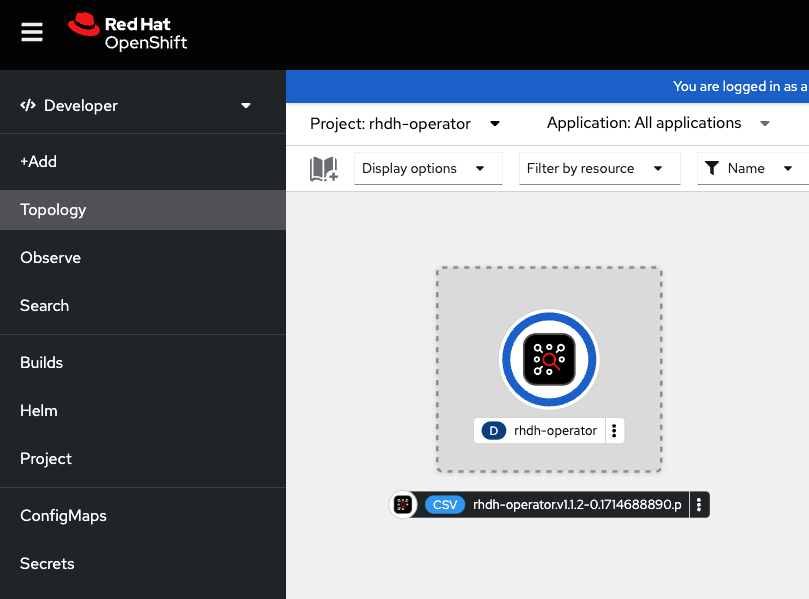 Red Hat
OpenShift
You are logged in as a
Developer
Project: rhdh-operator
Application: All applications
+Add
Display options
Filter by resource
Name
Topology
Observe
Search
Builds
Helm
Project
ConfigMaps
Secrets
D rhdh-operator
CSV rhdh-operator.v1.1.2-0.1714688890.p